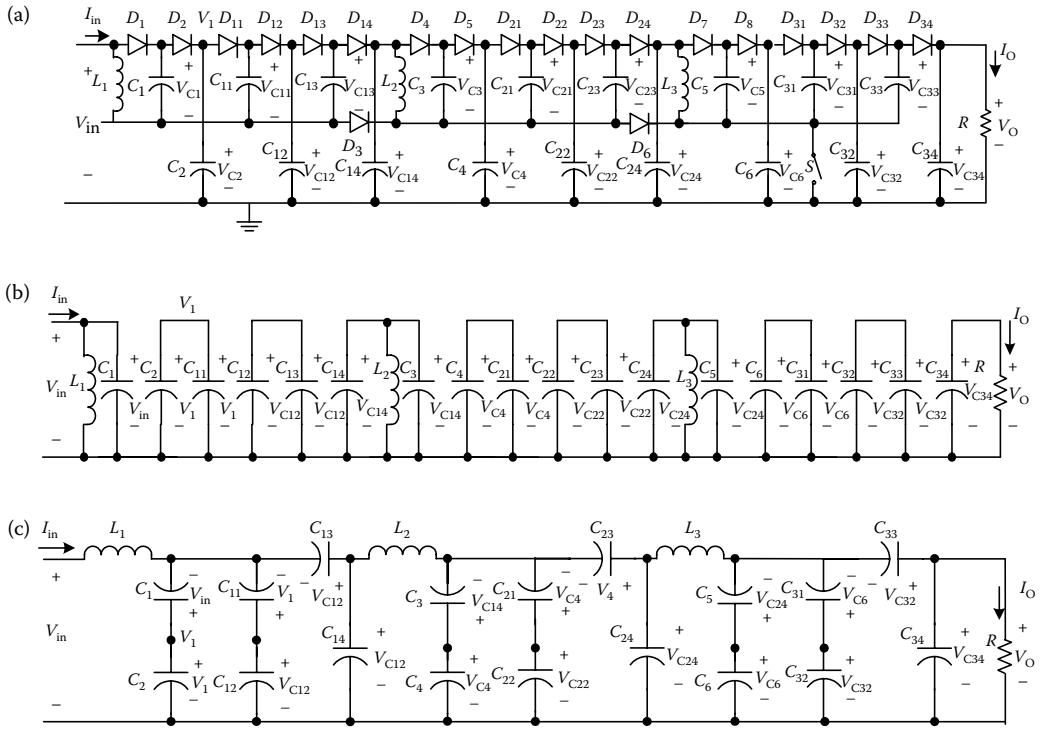 (a)
I_in D_1 D_2 V_1 D_11 D_12 D_13 D_14 D_4 D_5 D_21 D_22 D_23 D_24 D_7 D_8 D_31 D_32 D_33 D_34
I_O
+ L_1 C_1 + V_C1 − C_11 + V_C11 − C_13 + V_C13 − L_2 C_3 + V_C3 − C_21 + V_C21 − C_23 + V_C23 − L_3 C_5 + V_C5 − C_31 + V_C31 − C_33 + V_C33 −
V_in D_3 D_6 R + V_O −
− C_2 + V_C2 − C_12 + V_C12 − C_14 + V_C14 − C_4 + V_C4 − C_22 + V_C22 − C_24 + V_C24 − C_6 + V_C6 − S C_32 + V_C32 − C_34 + V_C34 −
(b)
I_in V_1 I_O
+ C_1 + C_2 + C_11 + C_12 + C_13 + C_14 + L_2 C_3 + C_4 + C_21 + C_22 + C_23 + C_24 + L_3 C_5 + C_6 + C_31 + C_32 + C_33 + C_34 + R +
V_in L_1 V_in V_1 V_1 V_C12 V_C12 V_C14 V_C14 V_C4 V_C4 V_C22 V_C22 V_C24 V_C24 V_C6 V_C6 V_C32 V_C32 V_C34 V_O
− − − − − − − − − − − − − − − − − − − − −
(c)
I_in L_1 C_13 L_2 C_23 L_3 C_33
+ C_1 − V_in + C_11 − V_1 + − V_C12 + C_3 − V_C14 + C_21 − V_C4 + − V_4 + C_5 − V_C24 + C_31 − V_C6 + − V_C32 + I_O
V_in V_1 C_14 + V_C12 − C_24 + V_C24 − C_34 + V_C34 − R + V_O −
− C_2 + V_1 − C_12 + V_C12 − C_4 + V_C4 − C_22 + V_C22 − C_6 + V_C6 − C_32 + V_C32 −